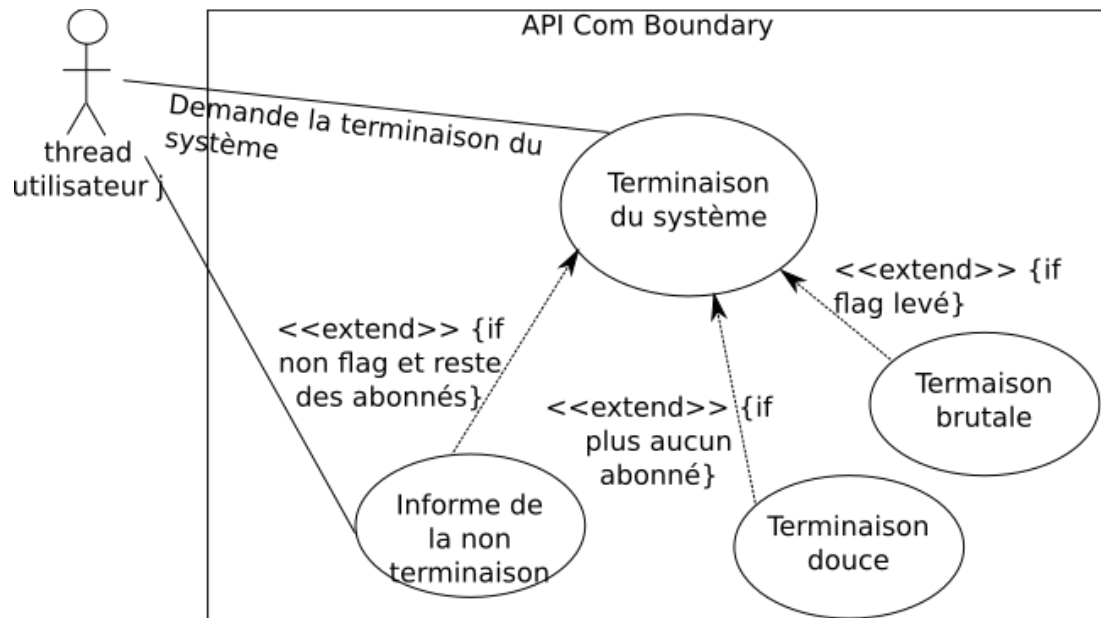 API Com Boundary
Demande la terminaison du
système
thread
utilisateur j
Terminaison
du système
<<extend>> {if
flag levé}
<<extend>> {if
non flag et reste
des abonnés}
Termaison
brutale
<<extend>> {if
plus aucun
abonné}
Informe de
la non
terminaison
Terminaison
douce